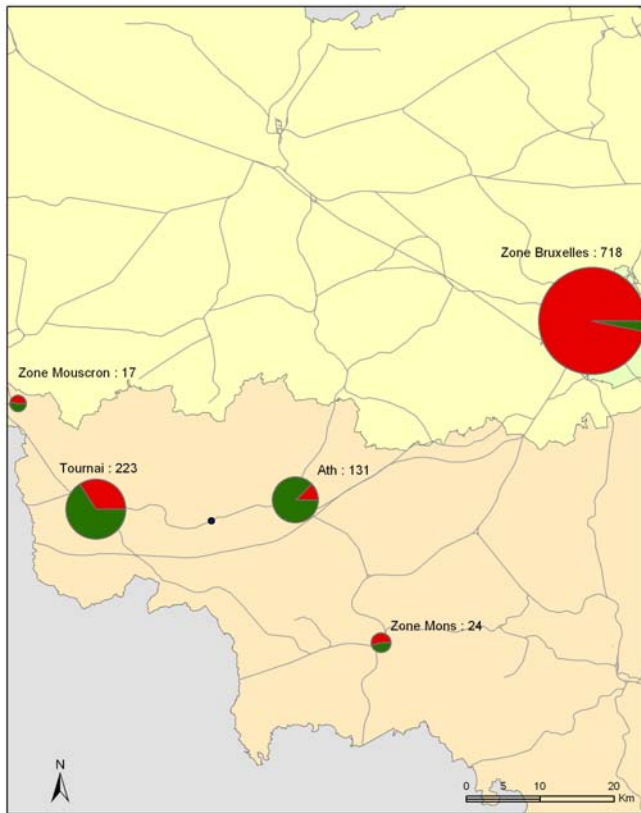 Zone Bruxelles : 718
Zone Mouscron : 17
Tournai : 223
Ath : 131
Zone Mons : 24
N
0 5 10 20
Km